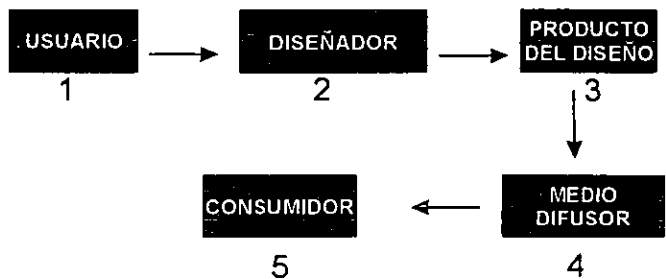 USUARIO
1
DISEÑADOR
2
PRODUCTO
DEL DISEÑO
3
MEDIO
DIFUSOR
4
CONSUMIDOR
5